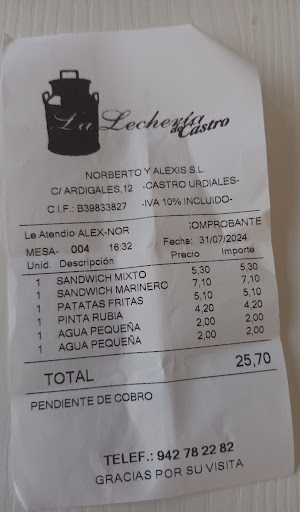 La Lechería
de Castro
NORBERTO Y ALEXIS S.L.
C/ ARDIGALES,12 -CASTRO URDIALES-
C.I.F.: B39833827 -IVA 10% INCLUIDO-
Le Atendio ALEX-NOR COMPROBANTE
MESA- 004 16:32 Fecha: 31/07/2024
Unid. Descripción Precio Importe
1 SANDWICH MIXTO 5,30 5,30
1 SANDWICH MARINERO 7,10 7,10
1 PATATAS FRITAS 5,10 5,10
1 PINTA RUBIA 4,20 4,20
1 AGUA PEQUEÑA 2,00 2,00
1 AGUA PEQUEÑA 2,00 2,00
TOTAL 25,70
PENDIENTE DE COBRO
TELEF.: 942 78 22 82
GRACIAS POR SU VISITA